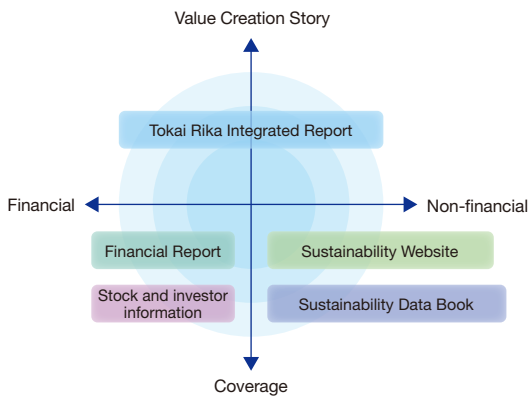 Value Creation Story
Tokai Rika Integrated Report
Financial
Non-financial
Financial Report
Sustainability Website
Stock and investor
information
Sustainability Data Book
Coverage